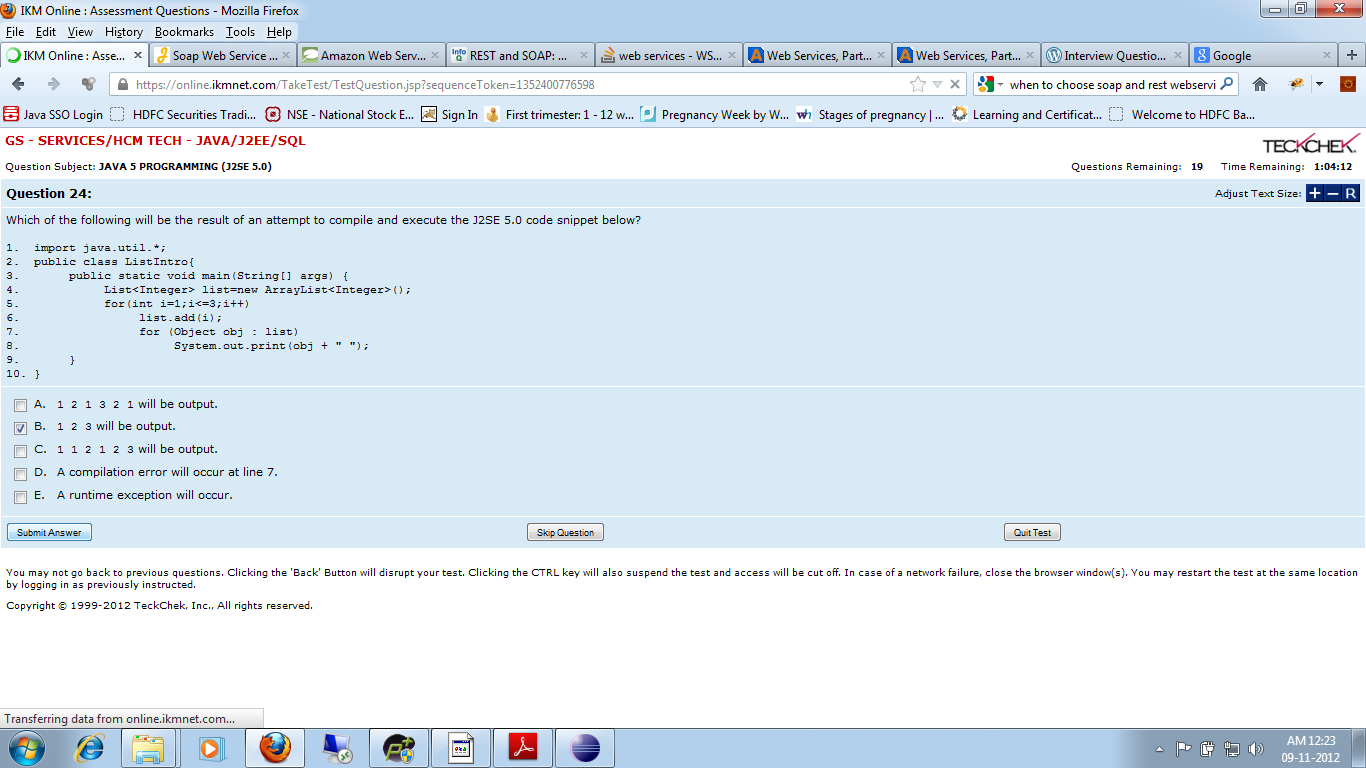 IKM Online : Assessment Questions - Mozilla Firefox
File Edit View History Bookmarks Tools Help
IKM Online : Asse... Soap Web Service ... Amazon Web Serv... REST and SOAP: ... web services - WS... Web Services, Part... Web Services, Part... Interview Questio... Google
https://online.ikmnet.com/TakeTest/TestQuestion.jsp?sequenceToken=1352400776598 when to choose soap and rest webservi
Java SSO Login HDFC Securities Tradi... NSE - National Stock E... Sign In First trimester: 1 - 12 w... Pregnancy Week by W... Stages of pregnancy | ... Learning and Certificat... Welcome to HDFC Ba...
GS - SERVICES/HCM TECH - JAVA/J2EE/SQL TECKCHEK
Question Subject: JAVA 5 PROGRAMMING (J2SE 5.0) Questions Remaining: 19 Time Remaining: 1:04:12
Question 24: Adjust Text Size: + − R
Which of the following will be the result of an attempt to compile and execute the J2SE 5.0 code snippet below?
1. import java.util.*;
2. public class ListIntro{
3. public static void main(String[] args) {
4. List<Integer> list=new ArrayList<Integer>();
5. for(int i=1;i<=3;i++)
6. list.add(i);
7. for (Object obj : list)
8. System.out.print(obj + " ");
9. }
10. }
A. 1 2 1 3 2 1 will be output.
B. 1 2 3 will be output.
C. 1 1 2 1 2 3 will be output.
D. A compilation error will occur at line 7.
E. A runtime exception will occur.
Submit Answer Skip Question Quit Test
You may not go back to previous questions. Clicking the 'Back' Button will disrupt your test. Clicking the CTRL key will also suspend the test and access will be cut off. In case of a network failure, close the browser window(s). You may restart the test at the same location
by logging in as previously instructed.
Copyright © 1999-2012 TeckChek, Inc., All rights reserved.
Transferring data from online.ikmnet.com...
AM 12:23
09-11-2012